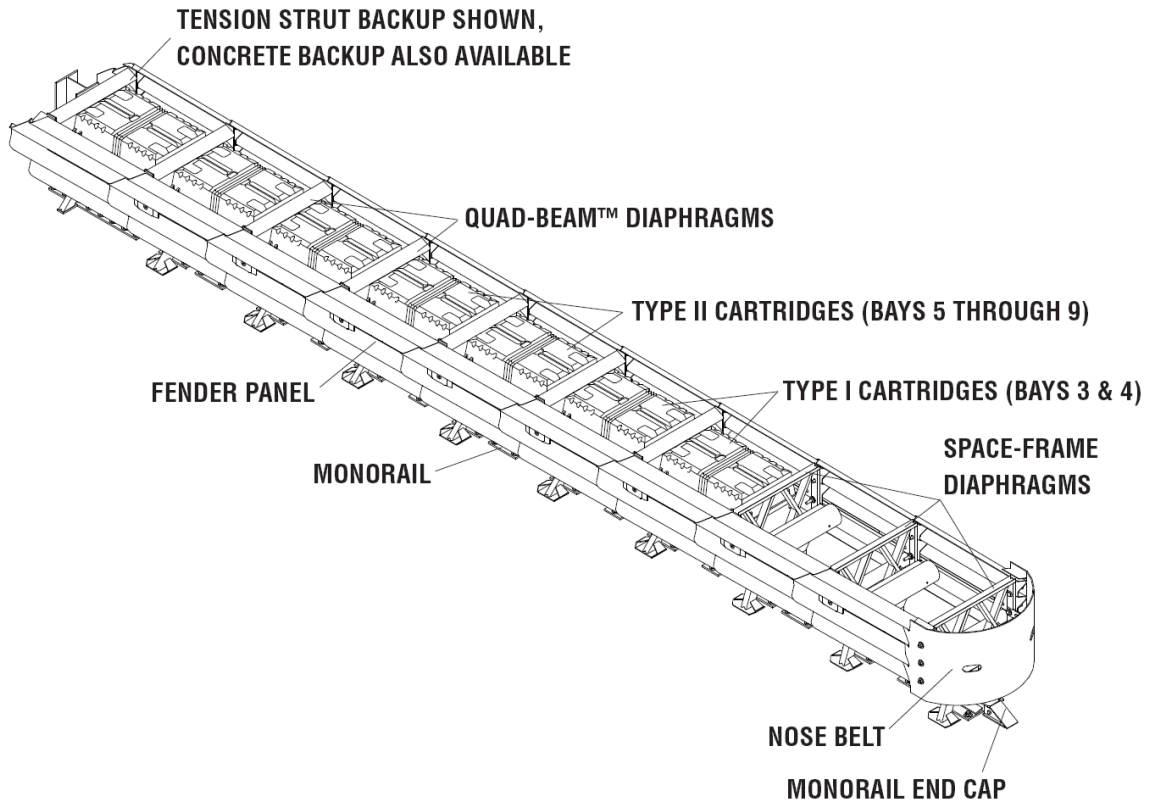 TENSION STRUT BACKUP SHOWN,
CONCRETE BACKUP ALSO AVAILABLE
QUAD-BEAM™ DIAPHRAGMS
TYPE II CARTRIDGES (BAYS 5 THROUGH 9)
FENDER PANEL
TYPE I CARTRIDGES (BAYS 3 & 4)
MONORAIL
SPACE-FRAME
DIAPHRAGMS
NOSE BELT
MONORAIL END CAP